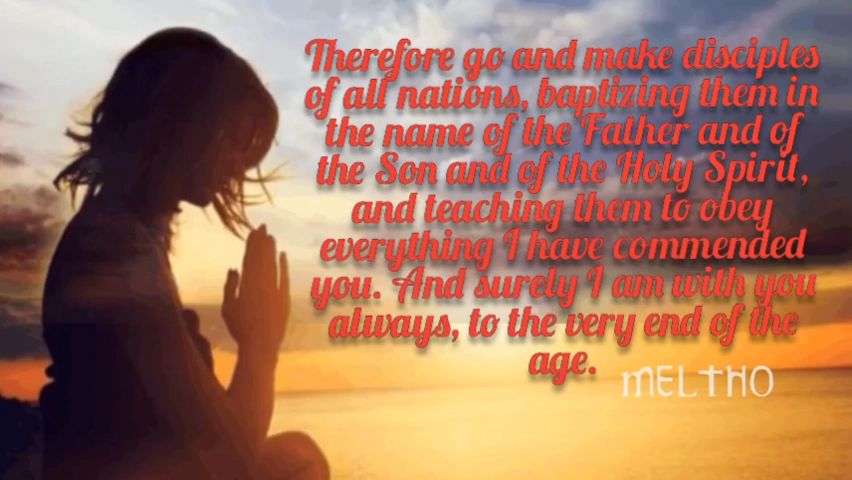 Therefore go and make disciples
of all nations, baptizing them in
the name of the Father and of
the Son and of the Holy Spirit,
and teaching them to obey
everything I have commended
you. And surely I am with you
always, to the very end of the
age.
MELTHO